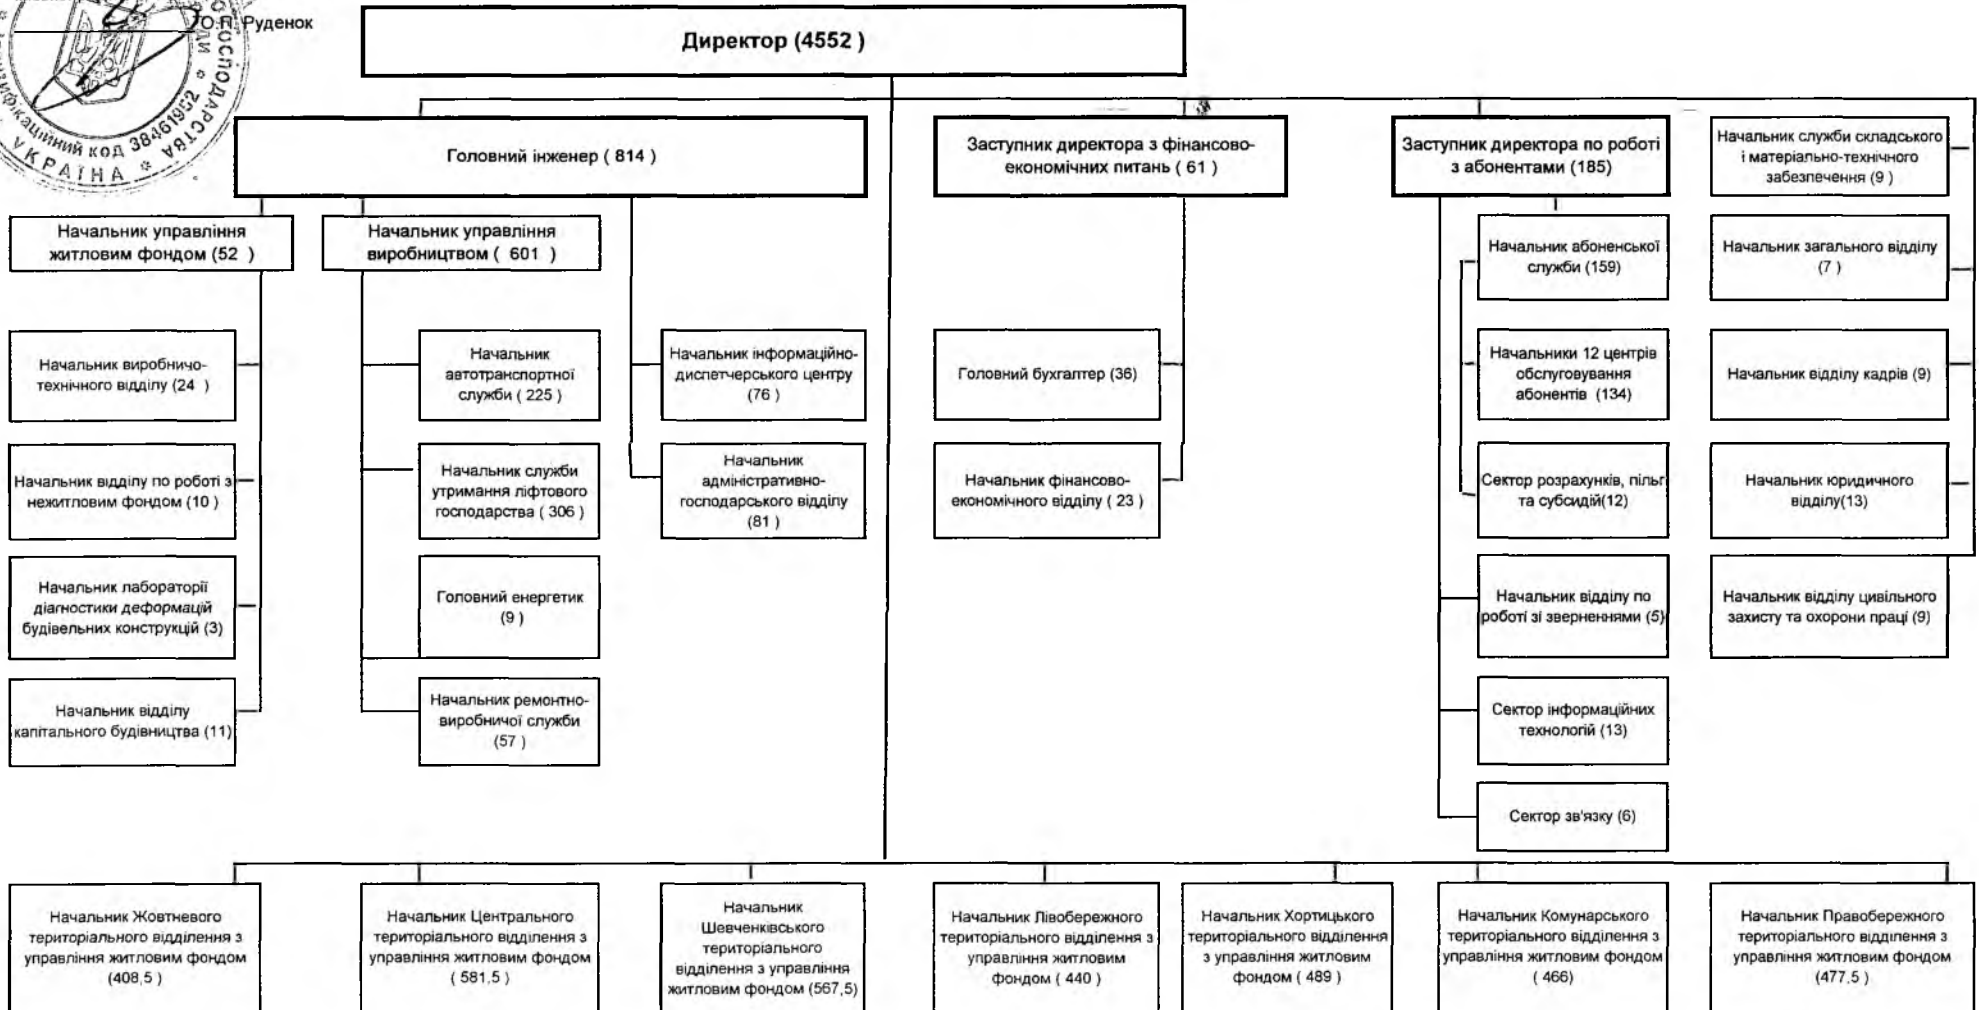 О.П. Руденок
ідентифікаційний код 38461952
УКРАЇНА
Директор (4552 )
Головний інженер ( 814 )
Заступник директора з фінансово-
економічних питань ( 61 )
Заступник директора по роботі
з абонентами (185)
Начальник служби складського
і матеріально-технічного
забезпечення (9 )
Начальник управління
житловим фондом (52 )
Начальник управління
виробництвом ( 601 )
Начальник абоненської
служби (159)
Начальник загального відділу
(7 )
Начальник виробничо-
технічного відділу (24 )
Начальник
автотранспортної
служби ( 225 )
Начальник інформаційно-
диспетчерського центру
(76 )
Головний бухгалтер (36)
Начальники 12 центрів
обслуговування
абонентів (134)
Начальник відділу кадрів (9)
Начальник відділу по роботі з
нежитловим фондом (10 )
Начальник служби
утримання ліфтового
господарства ( 306 )
Начальник
адміністративно-
господарського відділу
(81 )
Начальник фінансово-
економічного відділу ( 23 )
Сектор розрахунків, пільг
та субсидій(12)
Начальник юридичного
відділу(13)
Начальник лабораторії
діагностики деформацій
будівельних конструкцій (3)
Головний енергетик
(9 )
Начальник відділу по
роботі зі зверненнями (5)
Начальник відділу цивільного
захисту та охорони праці (9)
Начальник відділу
капітального будівництва (11)
Начальник ремонтно-
виробничої служби
(57 )
Сектор інформаційних
технологій (13)
Сектор зв'язку (6)
Начальник Жовтневого
територіального відділення з
управління житловим фондом
(408,5 )
Начальник Центрального
територіального відділення з
управління житловим фондом
( 581,5 )
Начальник
Шевченківського
територіального
відділення з управління
житловим фондом (567,5)
Начальник Лівобережного
територіального відділення з
управління житловим
фондом ( 440 )
Начальник Хортицького
територіального відділення
з управління житловим
фондом ( 489 )
Начальник Комунарського
територіального відділення з
управління житловим фондом
( 466)
Начальник Правобережного
територіального відділення з
управління житловим фондом
(477,5 )